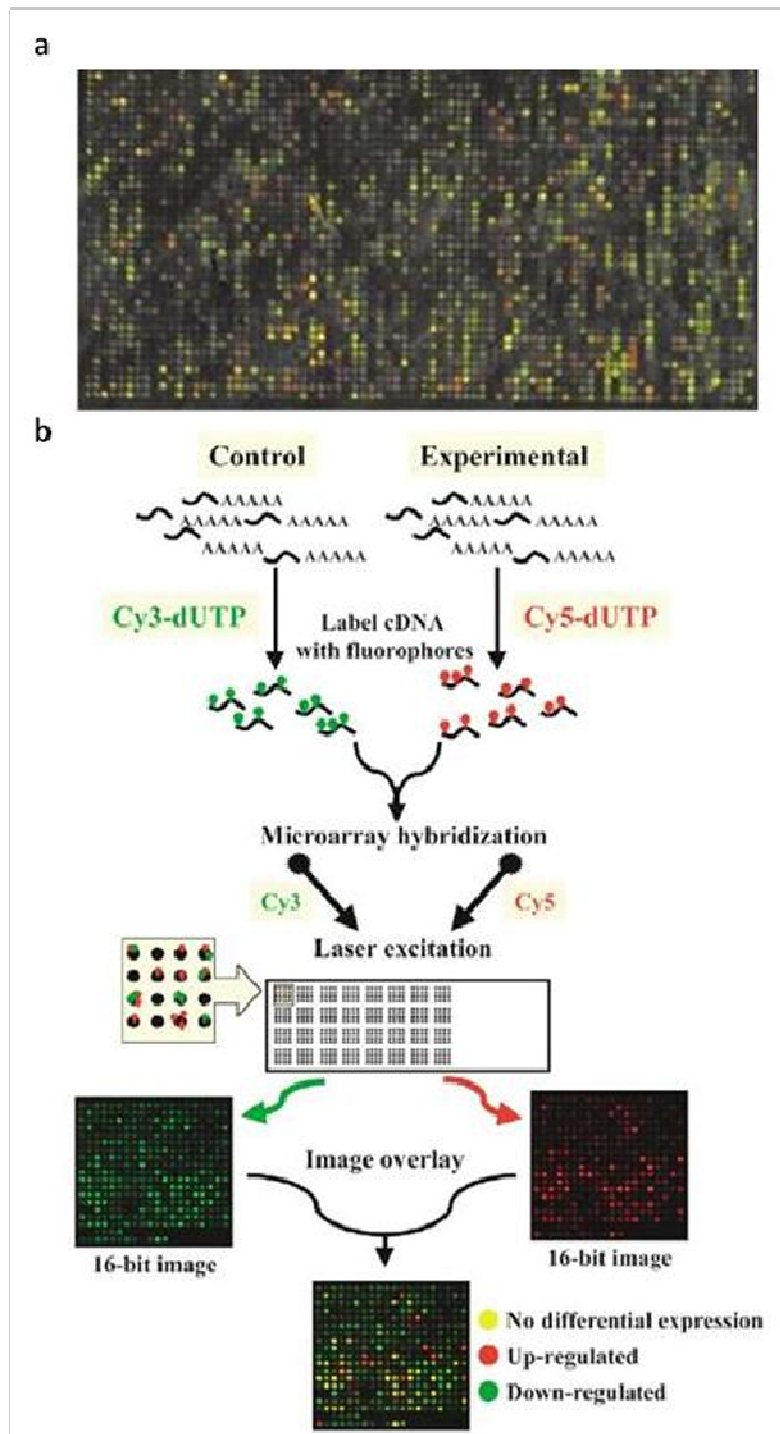 a
b
Control
Experimental
AAAAA
AAAAA
AAAAA
AAAAA
AAAAA
AAAAA
AAAAA
AAAAA
AAAAA
AAAAA
Cy3-dUTP
Label cDNA
with fluorophores
Cy5-dUTP
Microarray hybridization
Cy3
Cy5
Laser excitation
Image overlay
16-bit image
16-bit image
No differential expression
Up-regulated
Down-regulated